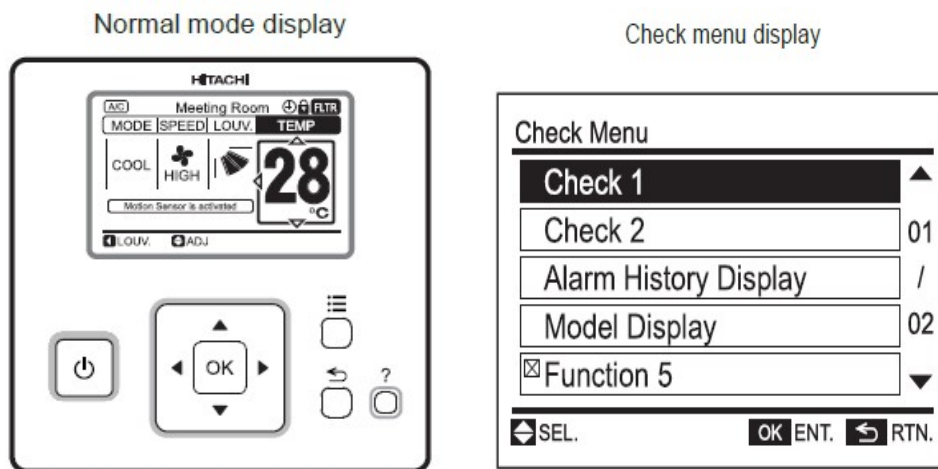 Normal mode display
HITACHI
A/C Meeting Room FLTR
MODE SPEED LOUV. TEMP
COOL HIGH 28 °C
Motion Sensor is activated
LOUV. ADJ
OK
?
Check menu display
Check Menu
Check 1
Check 2 01
Alarm History Display /
Model Display 02
Function 5
SEL. OK ENT. RTN.